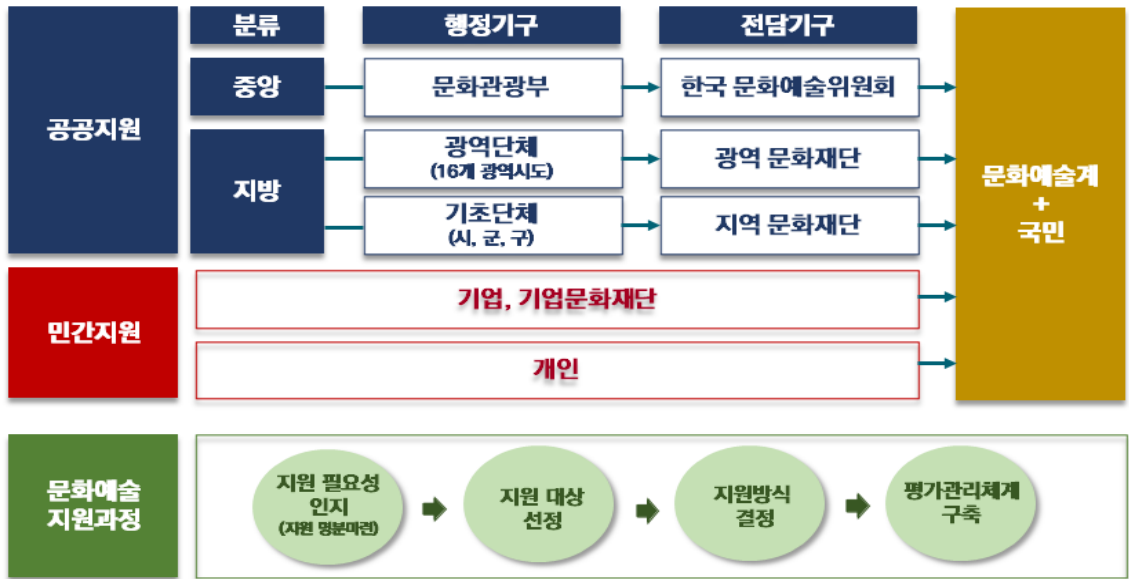 분류
행정기구
전담기구
공공지원
중앙
문화관광부
한국 문화예술위원회
지방
광역단체
(16개 광역시도)
광역 문화재단
기초단체
(시, 군, 구)
지역 문화재단
문화예술계
+
국민
민간지원
기업, 기업문화재단
개인
문화예술
지원과정
지원 필요성
인지
(지원 명분마련)
지원 대상
선정
지원방식
결정
평가관리체계
구축